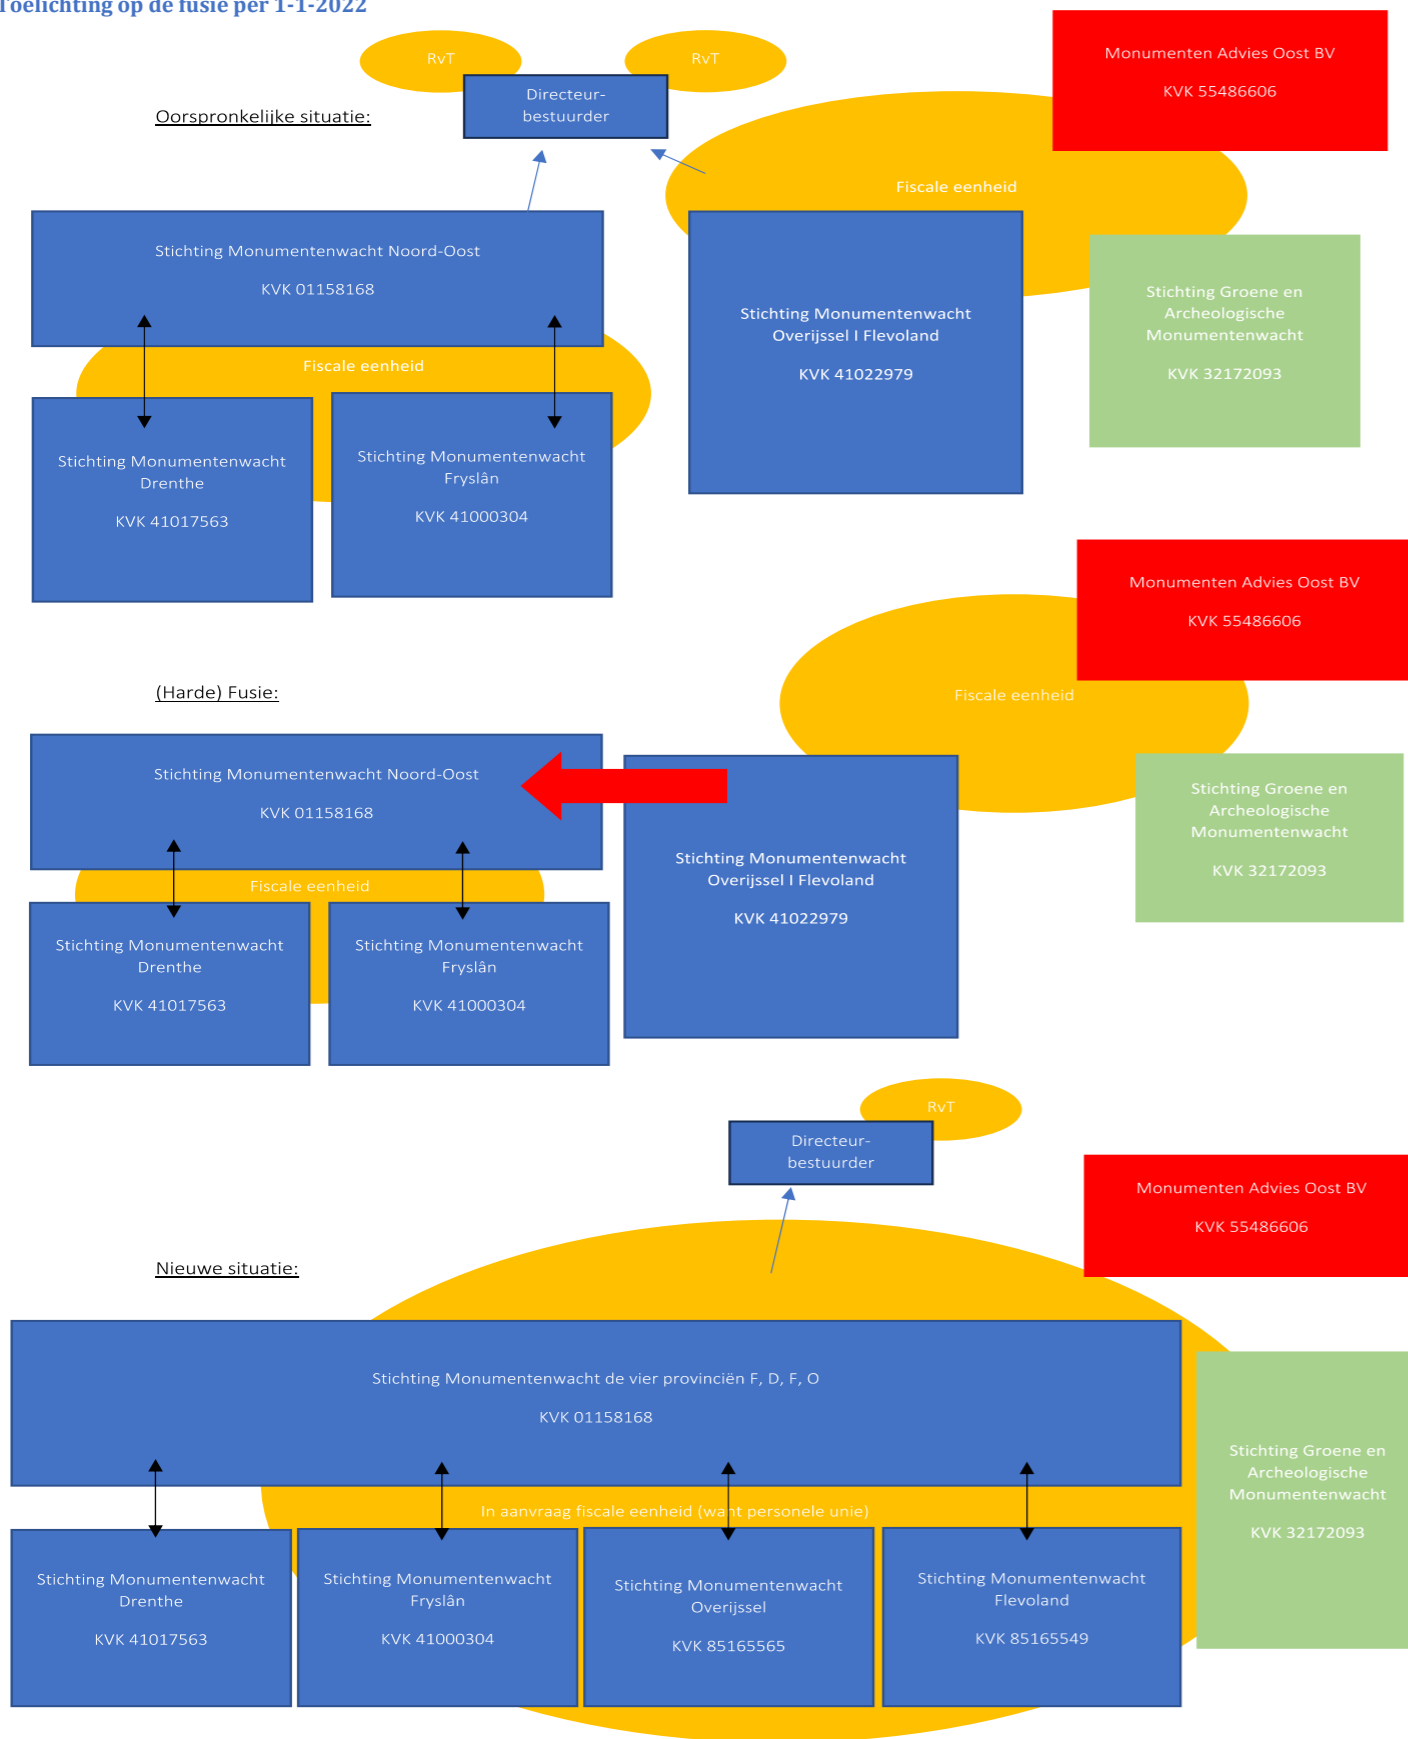 Toelichting op de fusie per 1-1-2022
RvT
RvT
Directeur-
bestuurder
Monumenten Advies Oost BV
KVK 55486606
Oorspronkelijke situatie:
Fiscale eenheid
Stichting Monumentenwacht Noord-Oost
KVK 01158168
Stichting Monumentenwacht
Overijssel I Flevoland
KVK 41022979
Stichting Groene en
Archeologische
Monumentenwacht
KVK 32172093
Fiscale eenheid
Stichting Monumentenwacht
Drenthe
KVK 41017563
Stichting Monumentenwacht
Fryslân
KVK 41000304
Monumenten Advies Oost BV
KVK 55486606
(Harde) Fusie:
Fiscale eenheid
Stichting Monumentenwacht Noord-Oost
KVK 01158168
Stichting Monumentenwacht
Overijssel I Flevoland
KVK 41022979
Stichting Groene en
Archeologische
Monumentenwacht
KVK 32172093
Fiscale eenheid
Stichting Monumentenwacht
Drenthe
KVK 41017563
Stichting Monumentenwacht
Fryslân
KVK 41000304
RvT
Directeur-
bestuurder
Monumenten Advies Oost BV
KVK 55486606
Nieuwe situatie:
Stichting Monumentenwacht de vier provinciën F, D, F, O
KVK 01158168
Stichting Groene en
Archeologische
Monumentenwacht
KVK 32172093
In aanvraag fiscale eenheid (want personele unie)
Stichting Monumentenwacht
Drenthe
KVK 41017563
Stichting Monumentenwacht
Fryslân
KVK 41000304
Stichting Monumentenwacht
Overijssel
KVK 85165565
Stichting Monumentenwacht
Flevoland
KVK 85165549